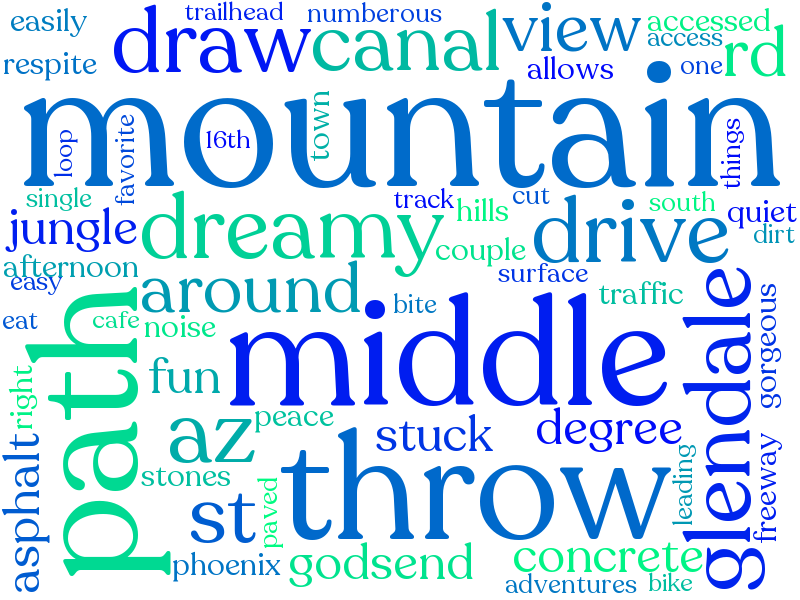 easily
trailhead
numberous
draw
canal
view
accessed
access
rd
respite
allows
one
mountain
16th
loop
favorite
town
things
single
track
cut
south
quiet
jungle
dreamy
hills
drive
dirt
couple
afternoon
easy
around
surface
traffic
bite
eat
cafe
noise
path
middle
glendale
gorgeous
fun
right
az
peace
stuck
degree
asphalt
stones
throw
leading
freeway
st
paved
phoenix
godsend
concrete
adventures
bike